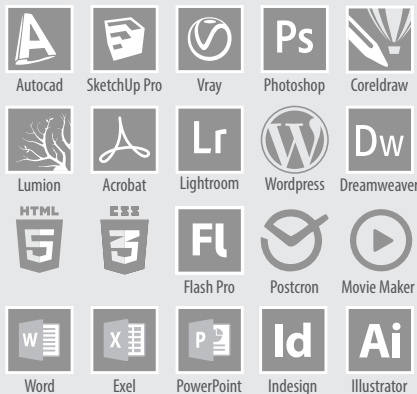 Ps
Autocad SketchUp Pro Vray Photoshop Coreldraw
Lr W Dw
Lumion Acrobat Lightroom Wordpress Dreamweaver
HTML CSS
5 3 Fl
Flash Pro Postcron Movie Maker
W X P Id Ai
Word Exel PowerPoint Indesign Illustrator